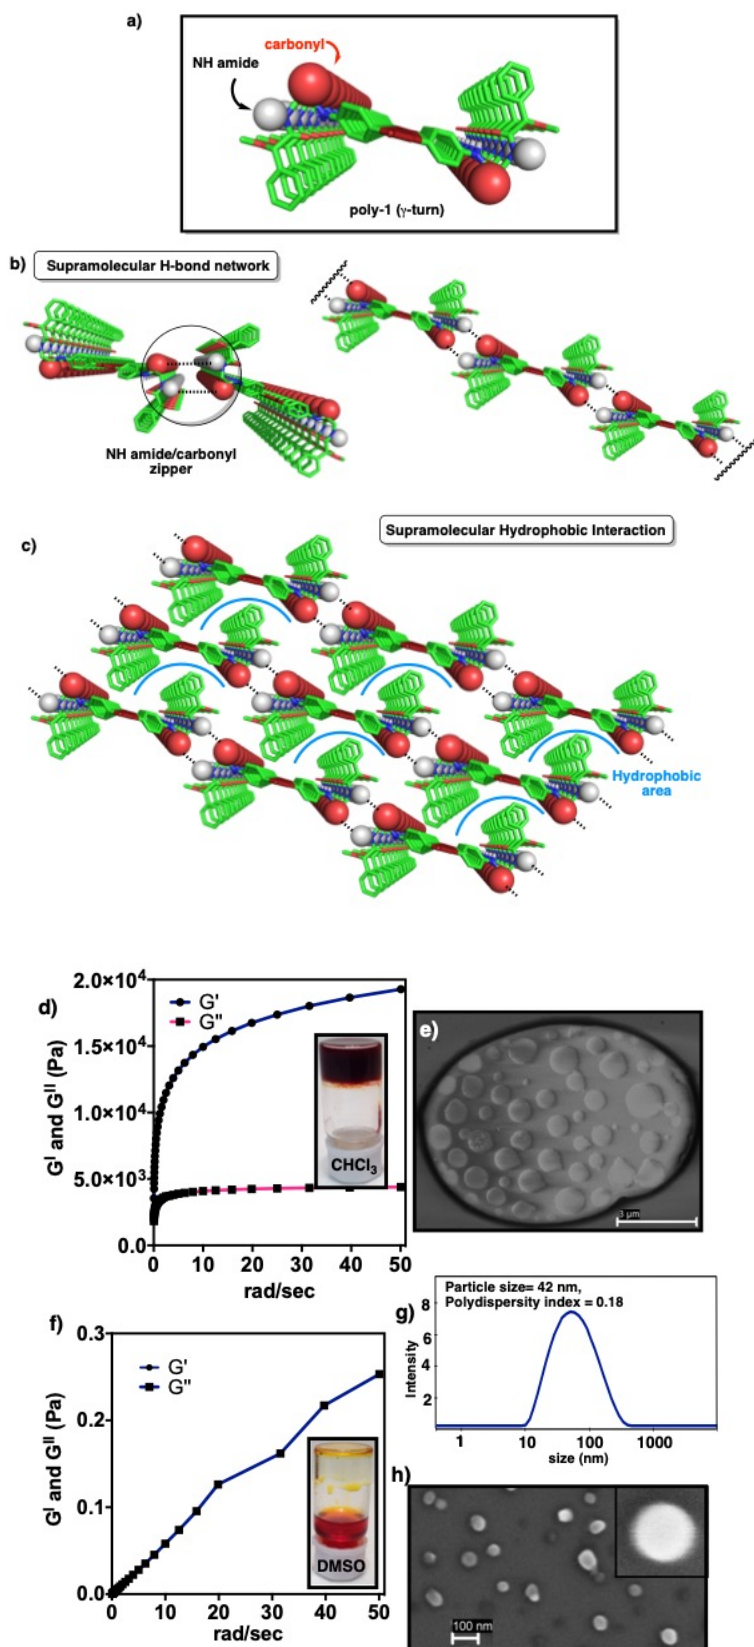 a)
carbonyl
NH amide
poly-1 (γ-turn)
b)
Supramolecular H-bond network
NH amide/carbonyl
zipper
Supramolecular Hydrophobic Interaction
c)
Hydrophobic
area
d)
G' and G'' (Pa)
2.0×10⁴
1.5×10⁴
1.0×10⁴
5.0×10³
0.0
G'
G"
CHCl₃
0 10 20 30 40 50
rad/sec
e)
3 µm
f)
Gᴵ and Gᴵᴵ (Pa)
0.3
0.2
0.1
0.0
G'
G"
DMSO
0 10 20 30 40 50
rad/sec
g)
Particle size= 42 nm,
Polydispersity index = 0.18
Intensity
8
6
4
2
1 10 100 1000
size (nm)
h)
100 nm